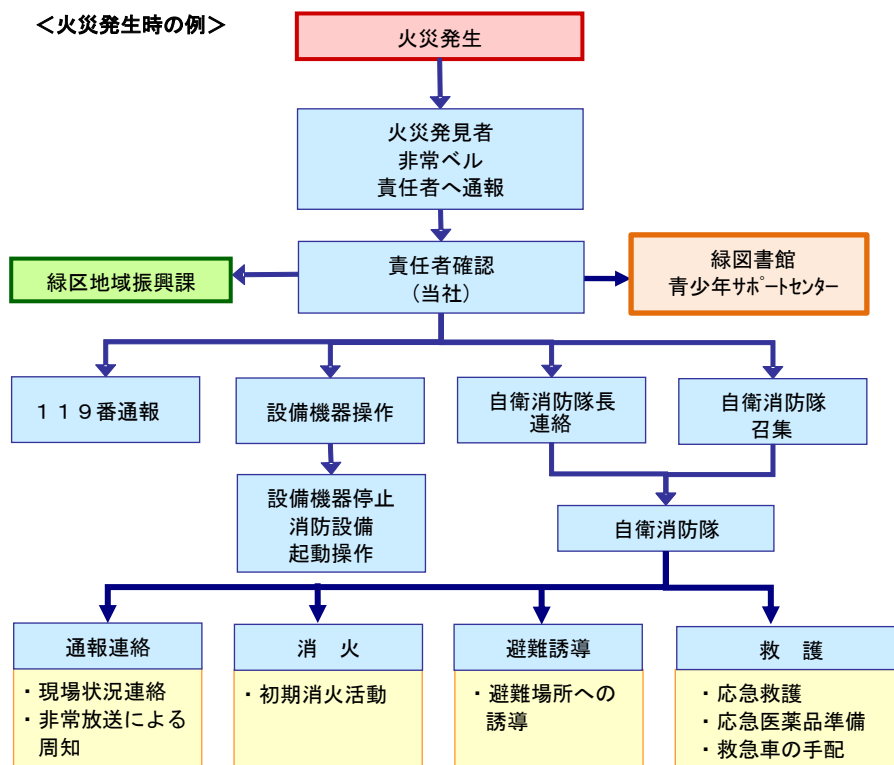 ＜火災発生時の例＞
火災発生
火災発見者
非常ベル
責任者へ通報
緑区地域振興課
責任者確認
（当社）
緑図書館
青少年サポートセンター
１１９番通報
設備機器操作
自衛消防隊長
連絡
自衛消防隊
召集
設備機器停止
消防設備
起動操作
自衛消防隊
通報連絡
・現場状況連絡
・非常放送による
周知
消　火
・初期消火活動
避難誘導
・避難場所への
誘導
救　護
・応急救護
・応急医薬品準備
・救急車の手配